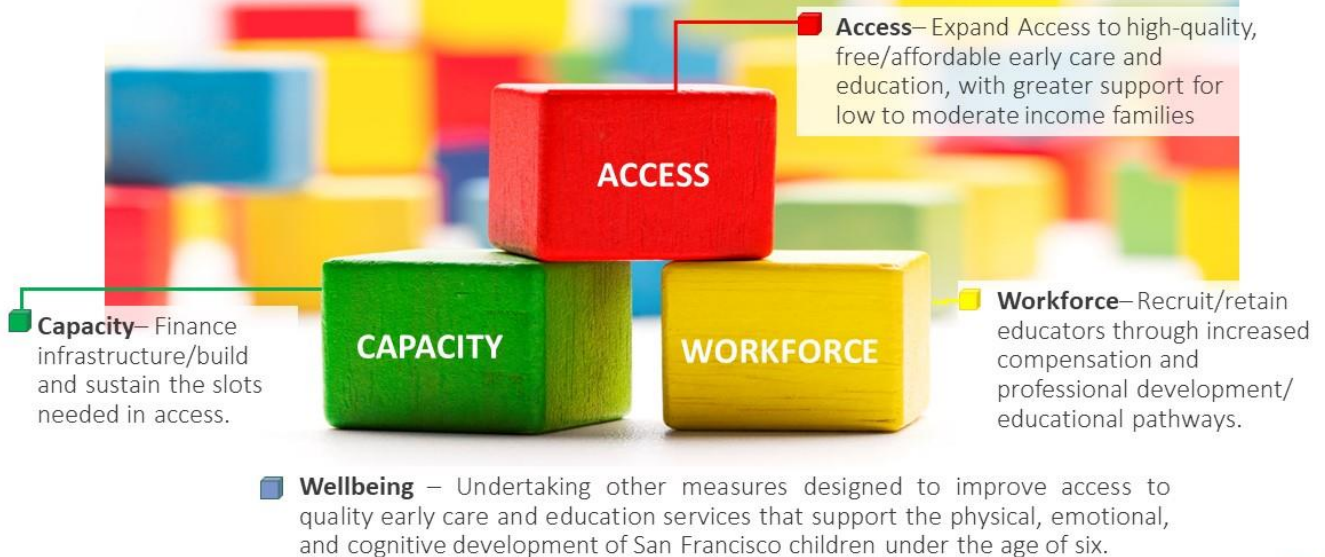 Access– Expand Access to high-quality,
free/affordable early care and
education, with greater support for
low to moderate income families
ACCESS
CAPACITY
WORKFORCE
Capacity– Finance
infrastructure/build
and sustain the slots
needed in access.
Workforce– Recruit/retain
educators through increased
compensation and
professional development/
educational pathways.
Wellbeing – Undertaking other measures designed to improve access to
quality early care and education services that support the physical, emotional,
and cognitive development of San Francisco children under the age of six.